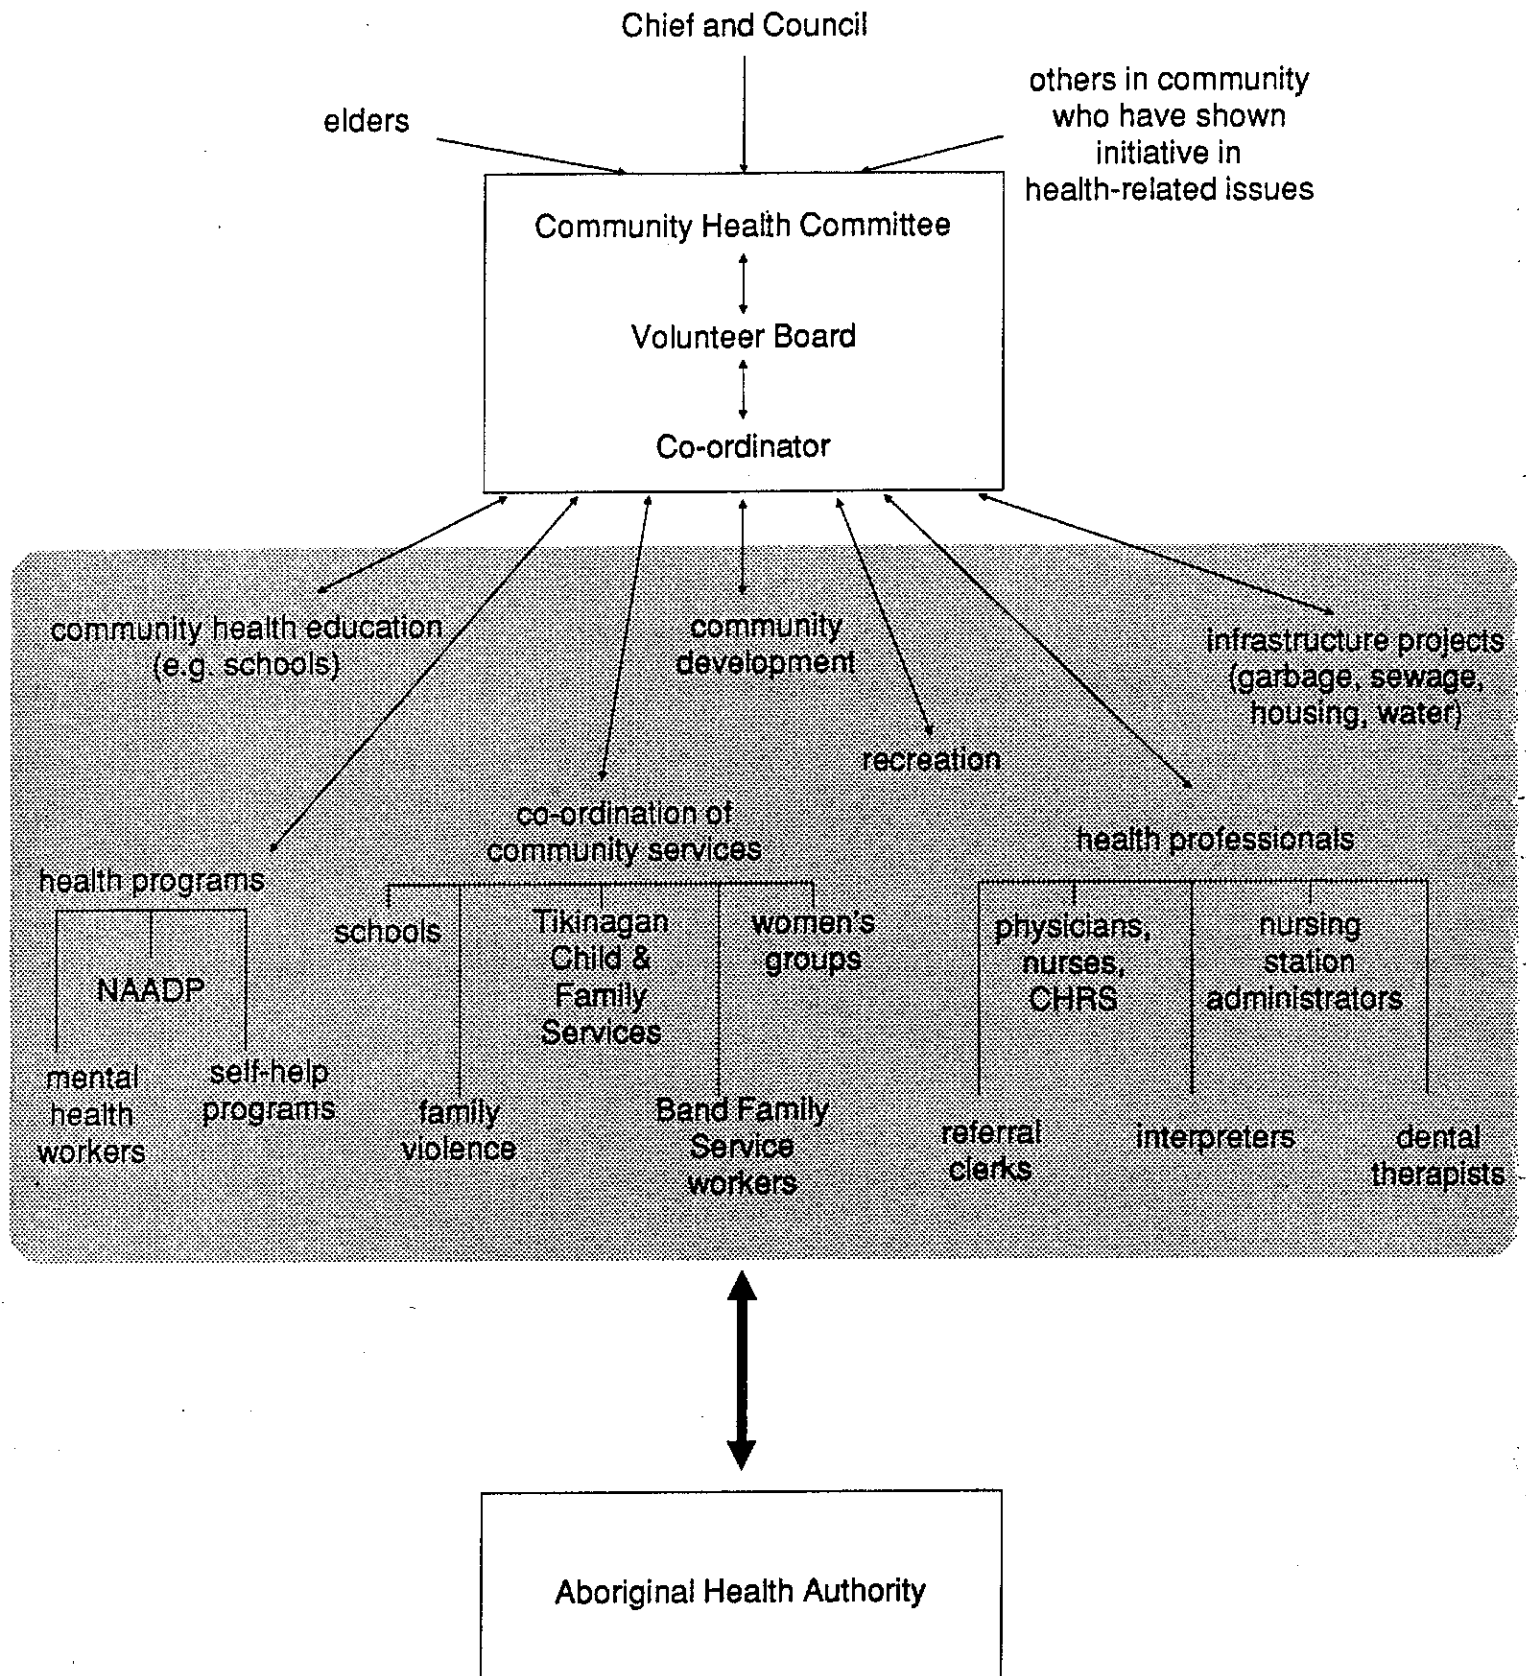 Chief and Council
elders
others in community
who have shown
initiative in
health-related issues
Community Health Committee
Volunteer Board
Co-ordinator
community health education
(e.g. schools)
community
development
infrastructure projects
(garbage, sewage,
housing, water)
recreation
co-ordination of
community services
health professionals
health programs
schools
Tikinagan
Child &
Family
Services
women's
groups
physicians,
nurses,
CHRS
nursing
station
administrators
NAADP
mental
health
workers
self-help
programs
family
violence
Band Family
Service
workers
referral
clerks
interpreters
dental
therapists
Aboriginal Health Authority